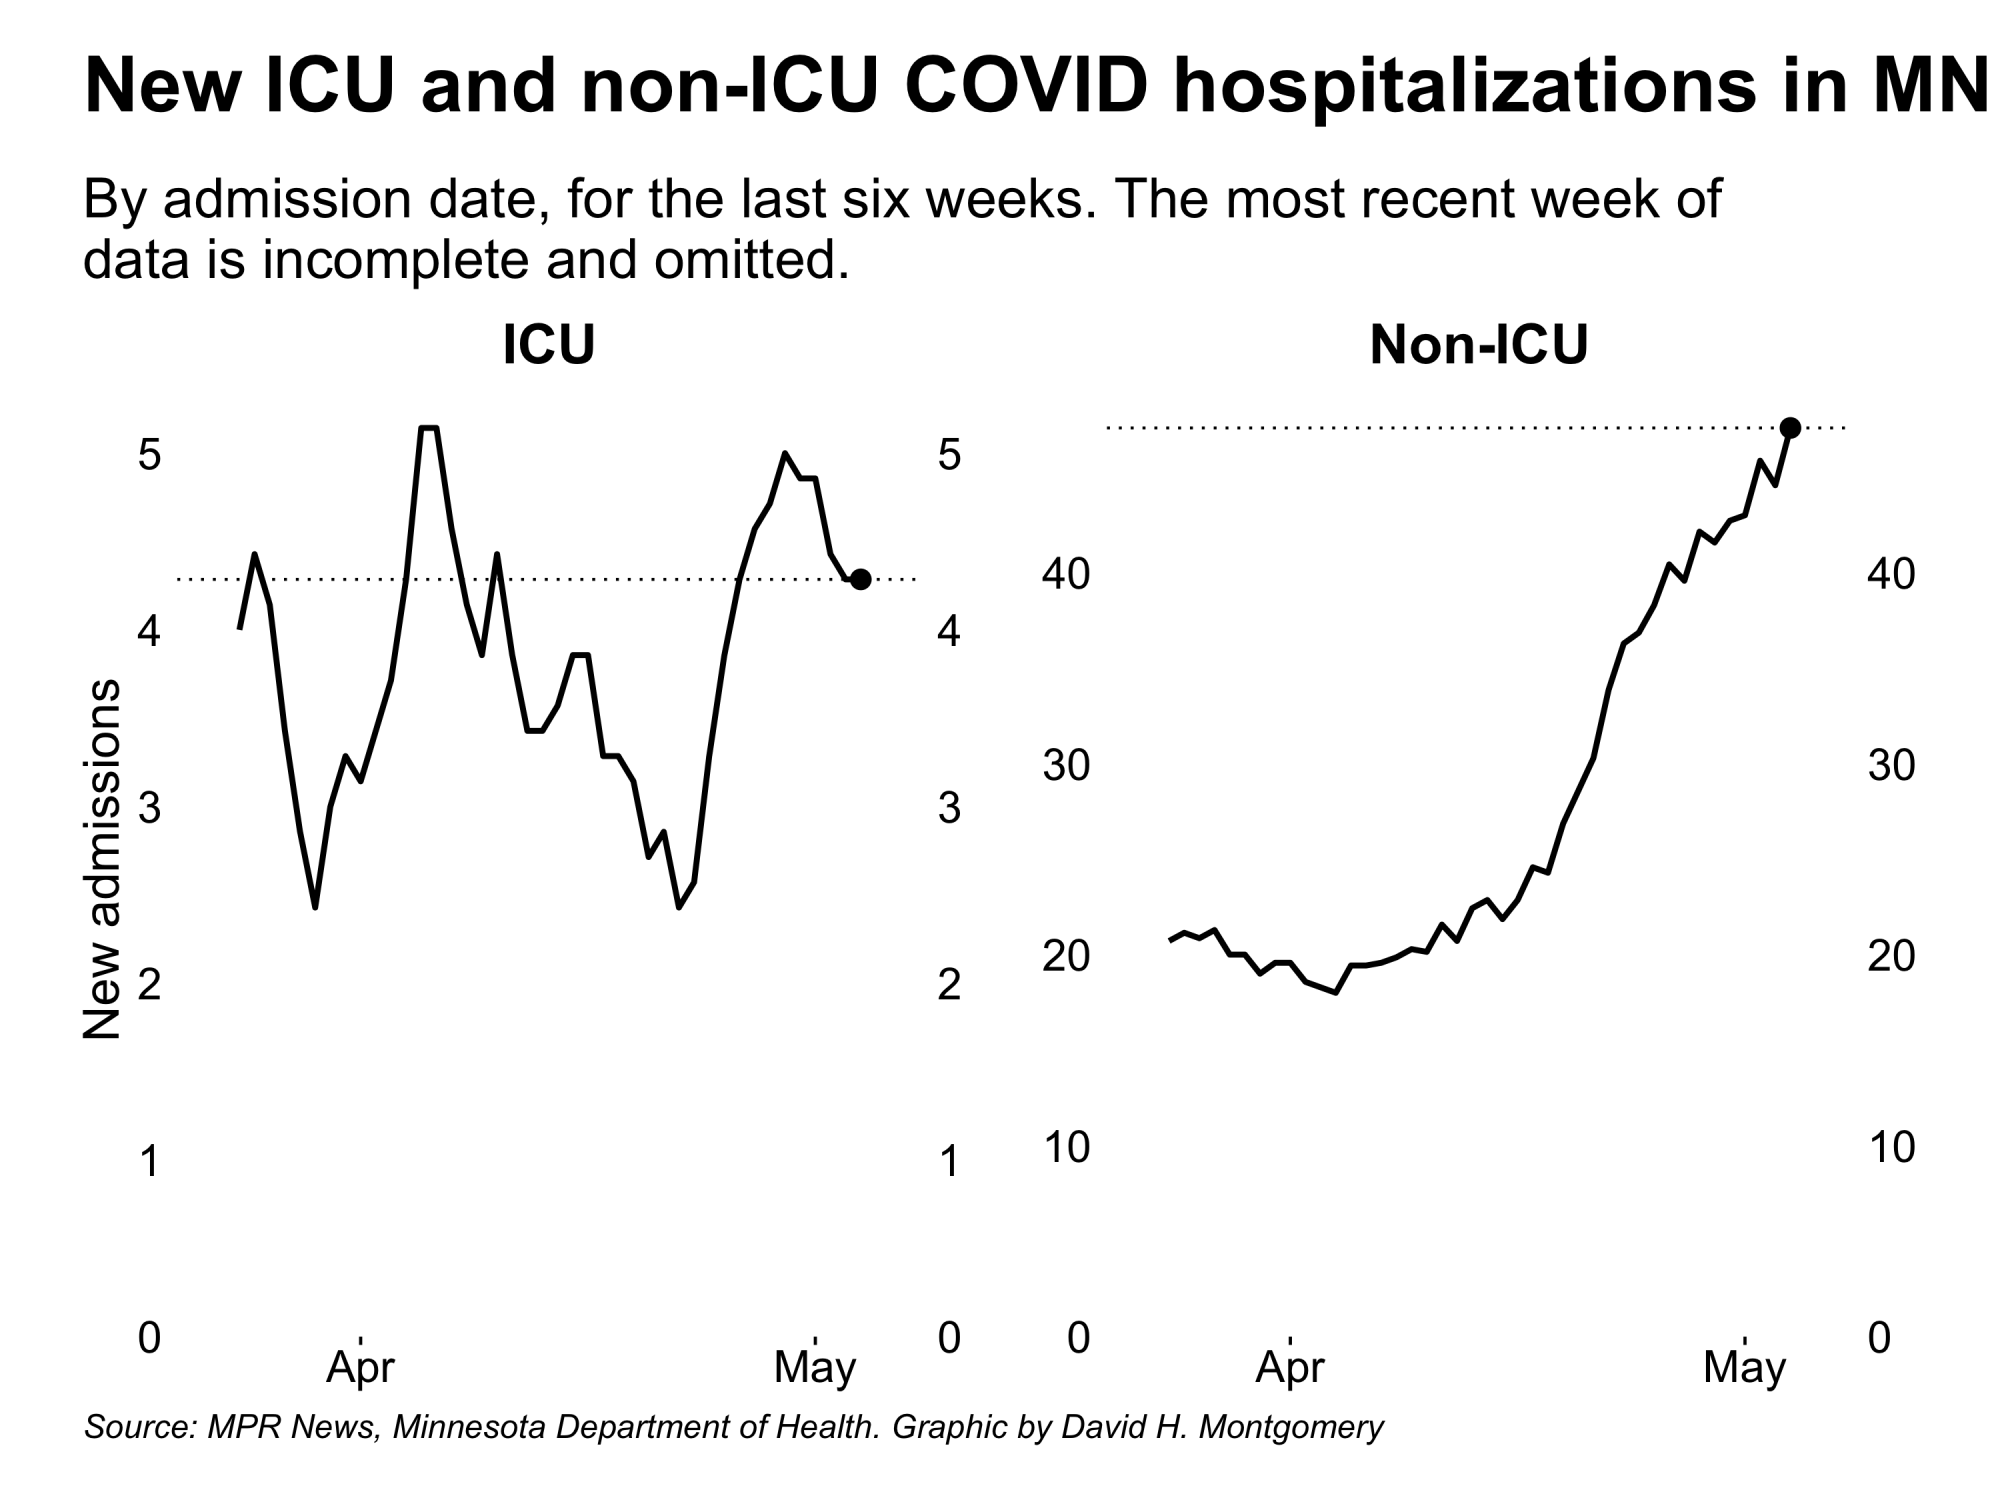 New ICU and non-ICU COVID hospitalizations in MN
By admission date, for the last six weeks. The most recent week of
data is incomplete and omitted.
ICU
Non-ICU
New admissions
5
4
3
2
1
0
5
4
3
2
1
0
Apr
May
40
30
20
10
0
40
30
20
10
0
Apr
May
Source: MPR News, Minnesota Department of Health. Graphic by David H. Montgomery